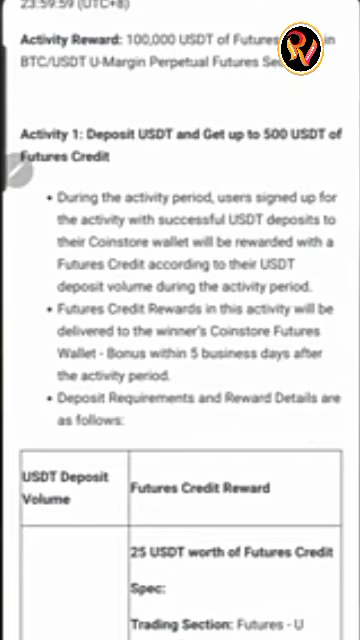 23:59:59 (UTC+8)
Activity Reward: 100,000 USDT of Futures in
BTC/USDT U-Margin Perpetual Futures
Activity 1: Deposit USDT and Get up to 500 USDT of
Futures Credit
• During the activity period, users signed up for
the activity with successful USDT deposits to
their Coinstore wallet will be rewarded with a
Futures Credit according to their USDT
deposit volume during the activity period.
• Futures Credit Rewards in this activity will be
delivered to the winner's Coinstore Futures
Wallet - Bonus within 5 business days after
the activity period.
• Deposit Requirements and Reward Details are
as follows:
USDT Deposit
Volume
Futures Credit Reward
25 USDT worth of Futures Credit
Spec:
Trading Section: Futures - U